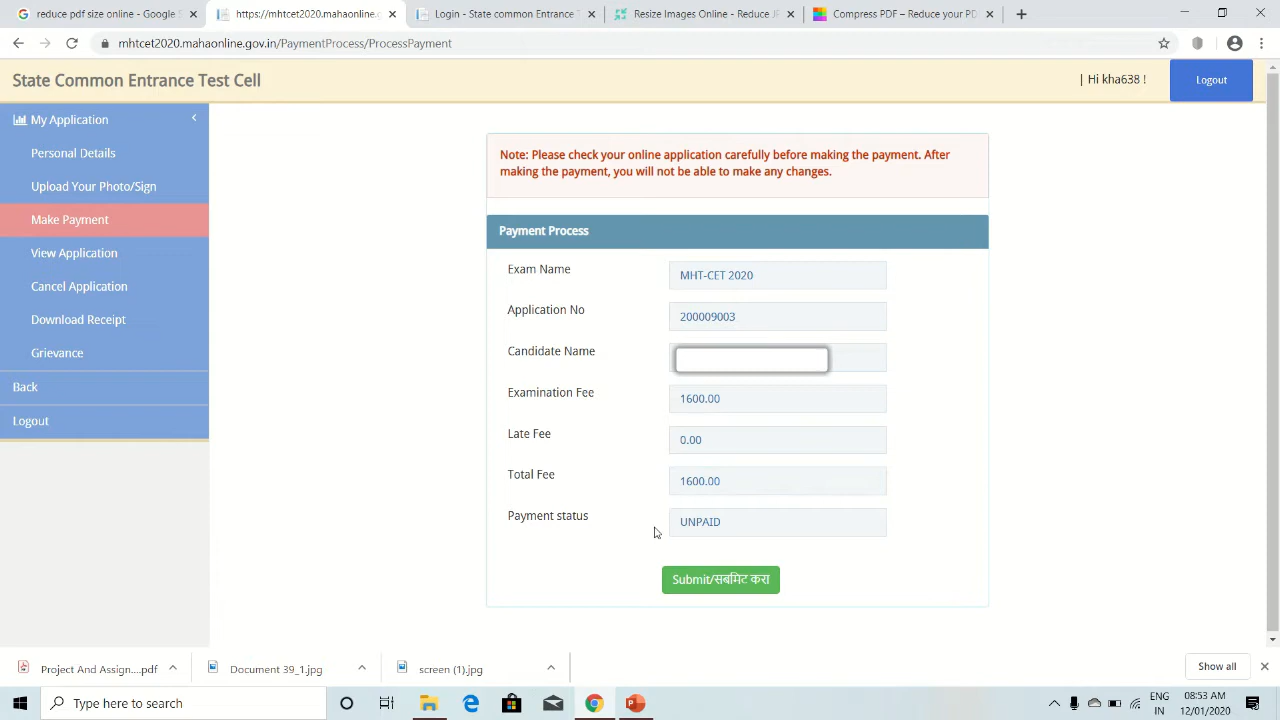 reduce pdf online - Google S
https://mhtcet2020.mahaonline.g
Login - State common Entrance T
Resize Images Online - Reduce JP
Compress PDF - Reduce your PD
mhtcet2020.mahaonline.gov.in/PaymentProcess/ProcessPayment
State Common Entrance Test Cell
| Hi kha638 !
Logout
My Application
Personal Details
Upload Your Photo/Sign
Make Payment
View Application
Cancel Application
Download Receipt
Grievance
Back
Logout
Note: Please check your online application carefully before making the payment. After
making the payment, you will not be able to make any changes.
Payment Process
Exam Name MHT-CET 2020
Application No 200009003
Candidate Name
Examination Fee 1600.00
Late Fee 0.00
Total Fee 1600.00
Payment status UNPAID
Submit/सबमिट करा
Project And Assign....pdf
Document 39_1.jpg
screen (1).jpg
Show all
Type here to search
ENG
IN
08:53 AM
12/01/2020